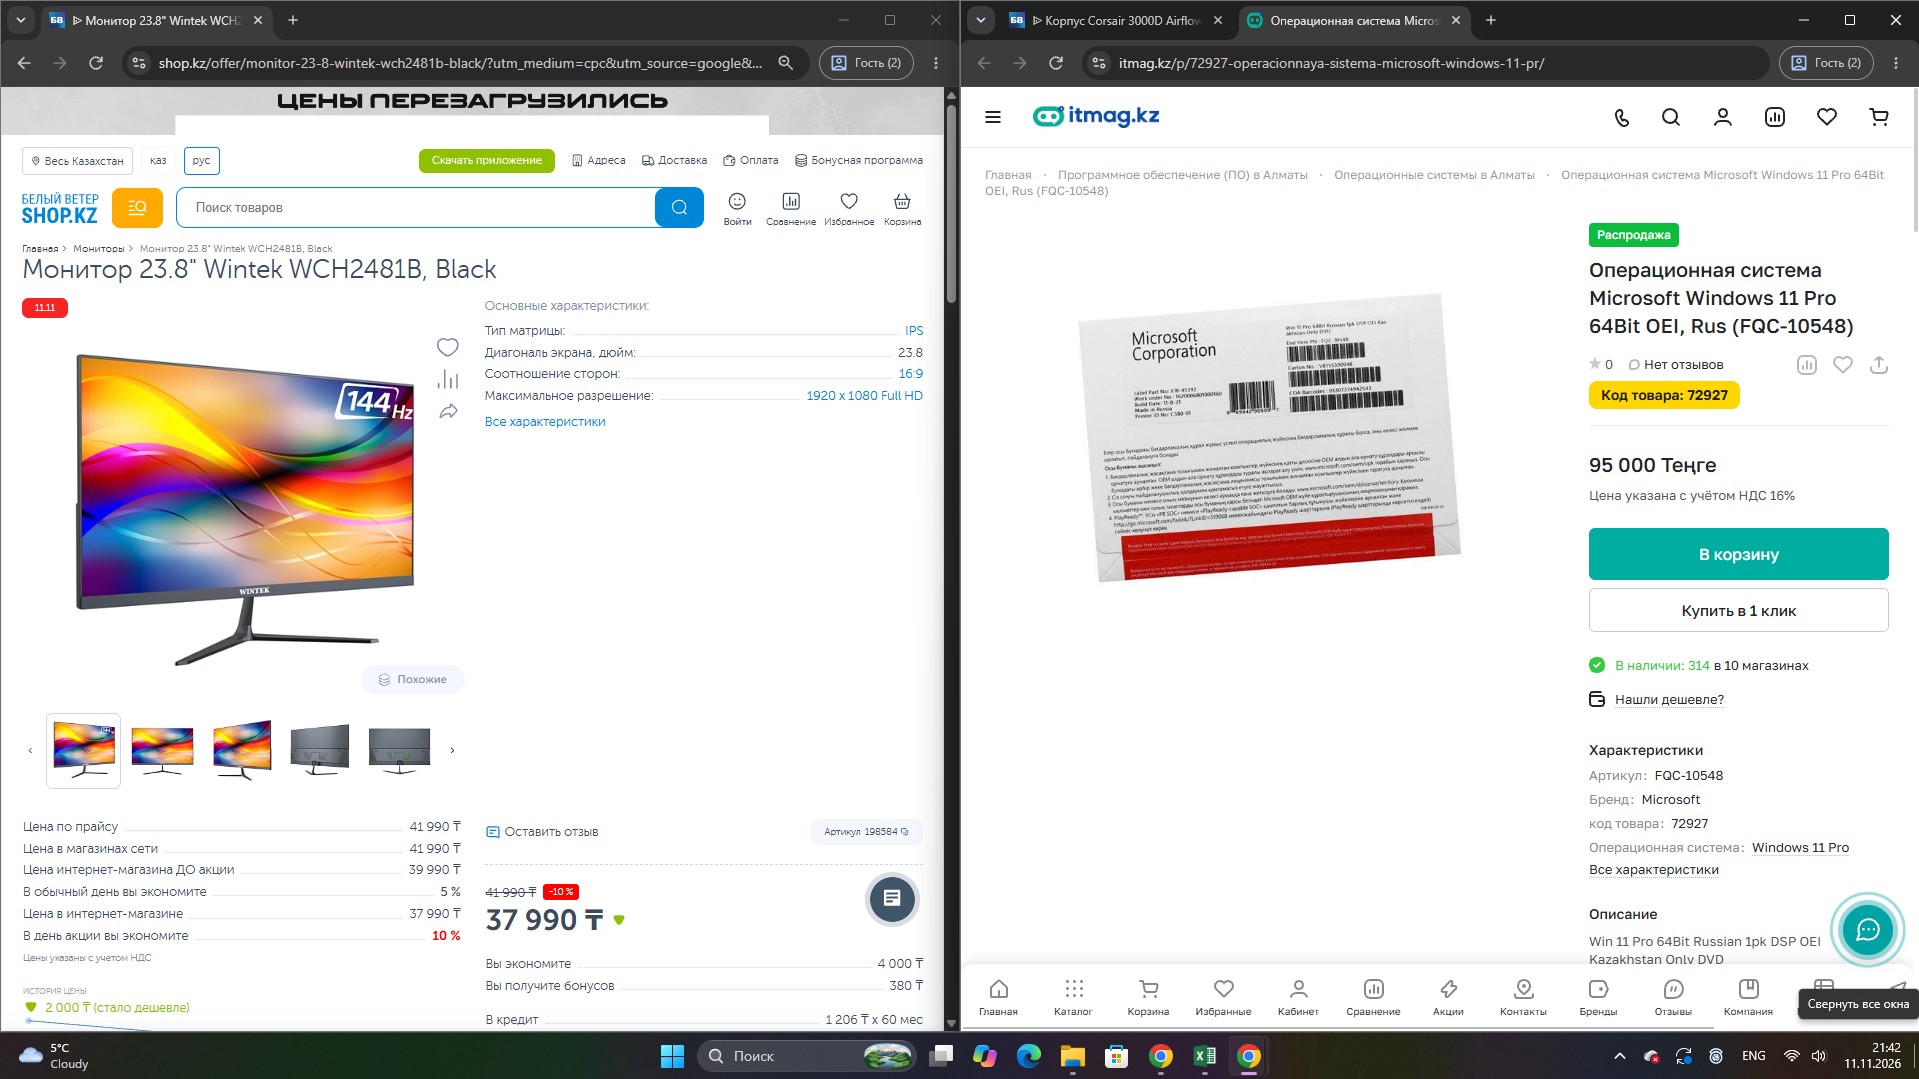 Монитор 23.8" Wintek WCH2
shop.kz/offer/monitor-23-8-wintek-wch2481b-black/?utm_medium=cpc&utm_source=google&...
Гость (2)
ЦЕНЫ ПЕРЕЗАГРУЗИЛИСЬ
Весь Казахстан
қаз
рус
Скачать приложение
Адреса
Доставка
Оплата
Бонусная программа
БЕЛЫЙ ВЕТЕР
SHOP.KZ
Поиск товаров
Войти
Сравнение
Избранное
Корзина
Главная > Мониторы > Монитор 23.8" Wintek WCH2481B, Black
Монитор 23.8" Wintek WCH2481B, Black
11.11
144 Hz
WINTEK
Похожие
Основные характеристики:
Тип матрицы: IPS
Диагональ экрана, дюйм: 23.8
Соотношение сторон: 16:9
Максимальное разрешение: 1920 x 1080 Full HD
Все характеристики
Цена по прайсу 41 990 ₸
Цена в магазинах сети 41 990 ₸
Цена интернет-магазина ДО акции 39 990 ₸
В обычный день вы экономите 5 %
Цена в интернет-магазине 37 990 ₸
В день акции вы экономите 10 %
Цены указаны с учетом НДС
ИСТОРИЯ ЦЕНЫ
2 000 ₸ (стало дешевле)
Оставить отзыв
Артикул 198584
41 990 ₸ -10 %
37 990 ₸
Вы экономите 4 000 ₸
Вы получите бонусов 380 ₸
В кредит 1 206 ₸ x 60 мес
Корпус Corsair 3000D Airflow
Операционная система Micros
itmag.kz/p/72927-operacionnaya-sistema-microsoft-windows-11-pr/
Гость (2)
itmag.kz
Главная · Программное обеспечение (ПО) в Алматы · Операционные системы в Алматы · Операционная система Microsoft Windows 11 Pro 64Bit
OEI, Rus (FQC-10548)
Microsoft
Corporation
Распродажа
Операционная система
Microsoft Windows 11 Pro
64Bit OEI, Rus (FQC-10548)
0 Нет отзывов
Код товара: 72927
95 000 Теңге
Цена указана с учётом НДС 16%
В корзину
Купить в 1 клик
В наличии: 314 в 10 магазинах
Нашли дешевле?
Характеристики
Артикул: FQC-10548
Бренд: Microsoft
код товара: 72927
Операционная система: Windows 11 Pro
Все характеристики
Описание
Win 11 Pro 64Bit Russian 1pk DSP OEI
Kazakhstan Only DVD
Главная
Каталог
Корзина
Избранные
Кабинет
Сравнение
Акции
Контакты
Бренды
Отзывы
Компания
Свернуть все окна
5°C
Cloudy
Поиск
ENG
21:42
11.11.2026